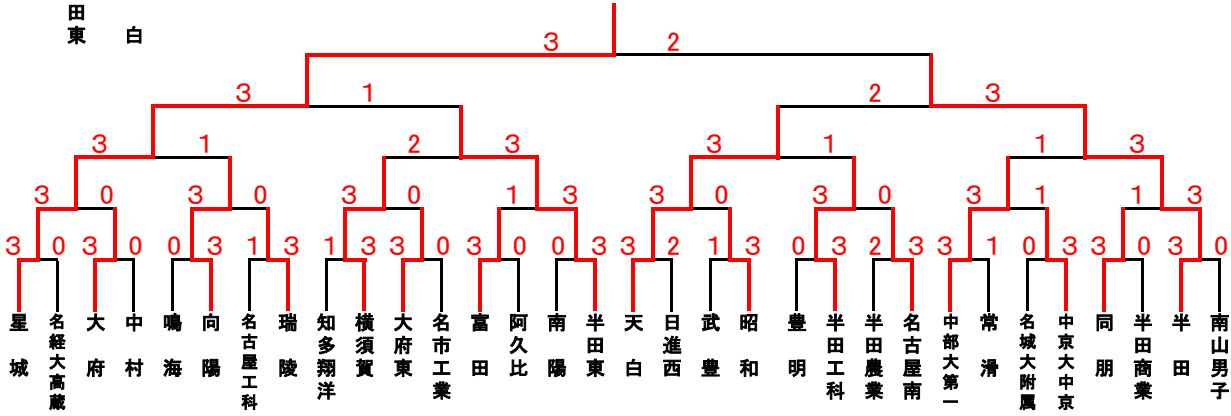 田
東 白
3 2
3 1 2 3
3 1 2 3 3 1 1 3
3 0 3 0 3 0 1 3 3 0 3 0 3 1 1 3
3 0 3 0 0 3 1 3 1 3 3 0 3 0 0 3 3 2 1 3 0 3 2 3 3 1 0 3 3 0 3 0
星城
名経大高蔵
大府
中村
鳴海
向陽
名古屋工科
瑞陵
知多翔洋
横須賀
大府東
名市工業
富田
阿久比
南陽
半田東
天白
日進西
武豊
昭和
豊明
半田工科
半田農業
名古屋南
中部大第一
常滑
名城大附属
中京大中京
同朋
半田商業
半田
南山男子